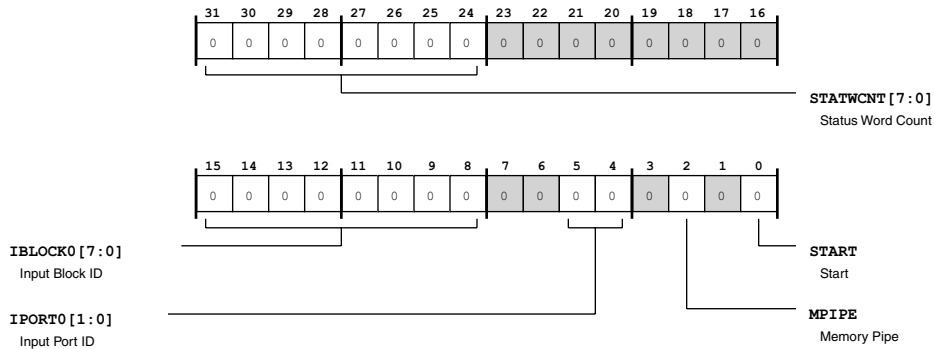 31 30 29 28 27 26 25 24 23 22 21 20 19 18 17 16
0 0 0 0 0 0 0 0 0 0 0 0 0 0 0 0
STATWCNT[7:0]
Status Word Count
15 14 13 12 11 10 9 8 7 6 5 4 3 2 1 0
0 0 0 0 0 0 0 0 0 0 0 0 0 0 0 0
IBLOCK0[7:0]
Input Block ID
START
Start
IPORT0[1:0]
Input Port ID
MPIPE
Memory Pipe